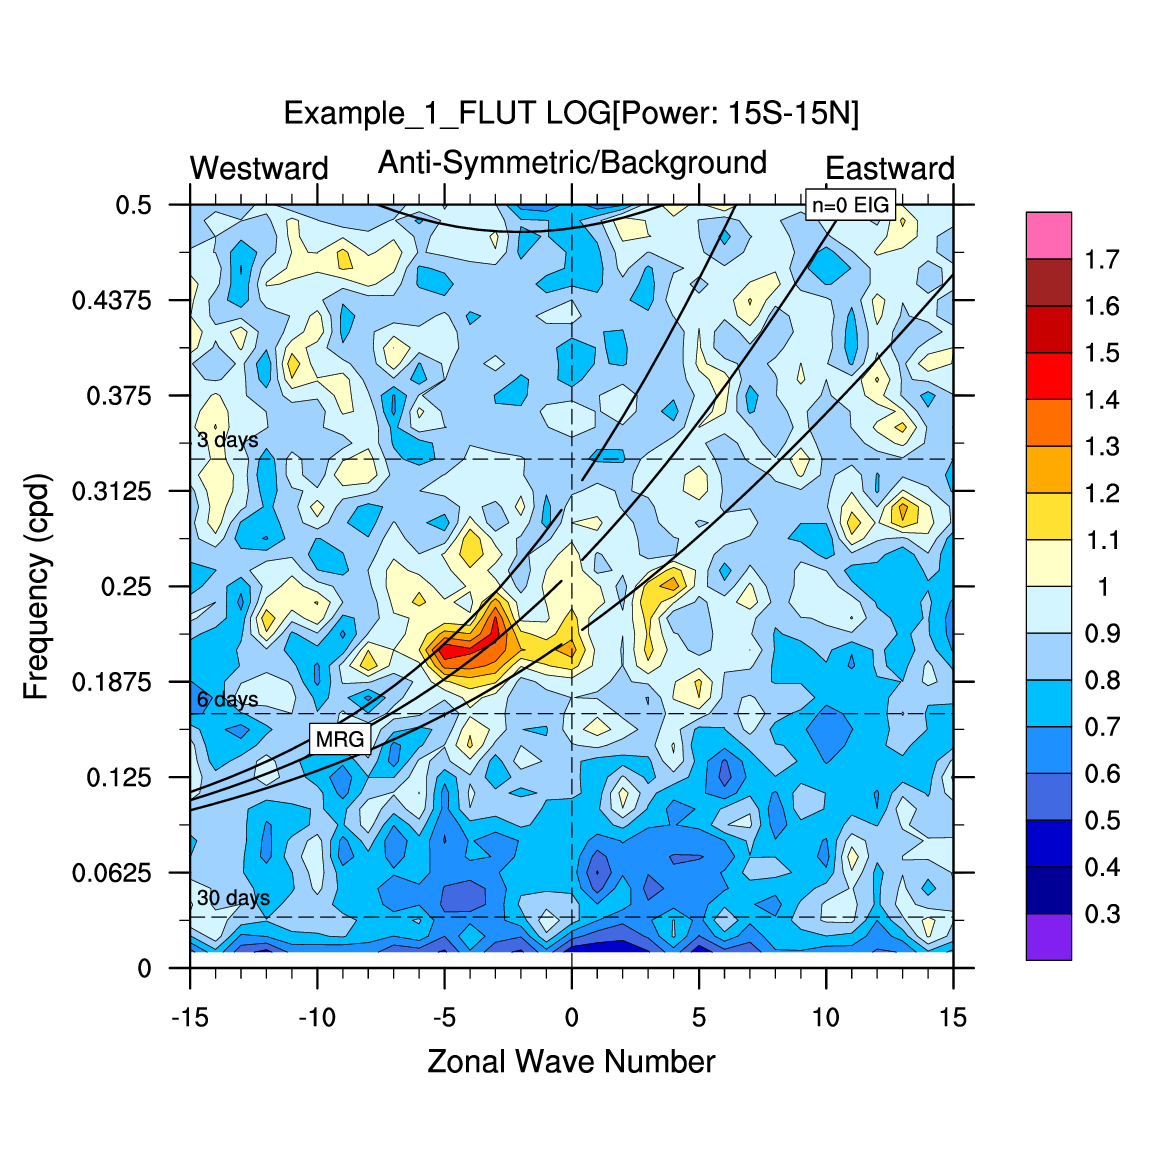 Example_1_FLUT LOG[Power: 15S-15N]
Westward Anti-Symmetric/Background Eastward
n=0 EIG
0.5
0.4375
0.375
3 days
0.3125
0.25
0.1875
6 days
MRG
0.125
0.0625
30 days
0
-15 -10 -5 0 5 10 15
Zonal Wave Number
Frequency (cpd)
1.7
1.6
1.5
1.4
1.3
1.2
1.1
1
0.9
0.8
0.7
0.6
0.5
0.4
0.3